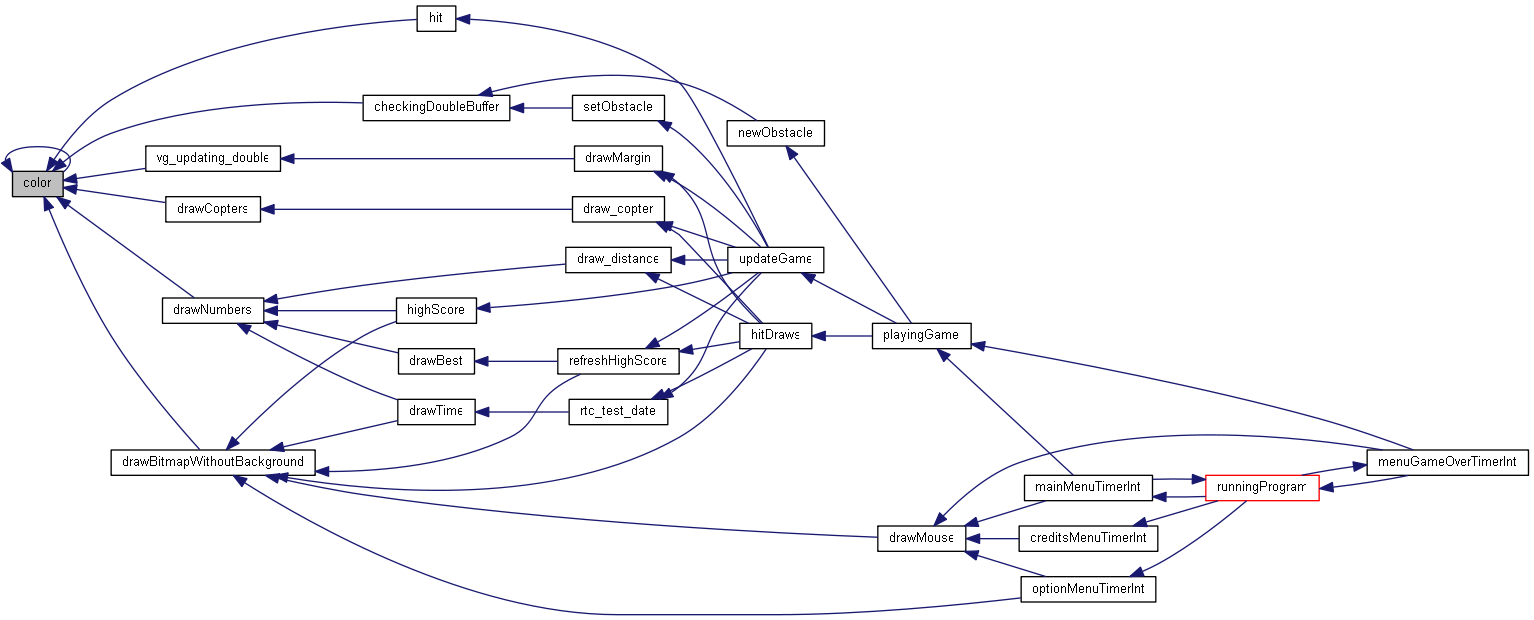 hit
checkingDoubleBuffer
setObstacle
newObstacle
vg_updating_double
drawMargin
color
drawCopters
draw_copter
draw_distance
updateGame
drawNumbers
highScore
hitDraws
playingGame
drawBest
refreshHighScore
drawTime
rtc_test_date
drawBitmapWithoutBackground
menuGameOverTimerInt
mainMenuTimerInt
runningProgram
drawMouse
creditsMenuTimerInt
optionMenuTimerInt